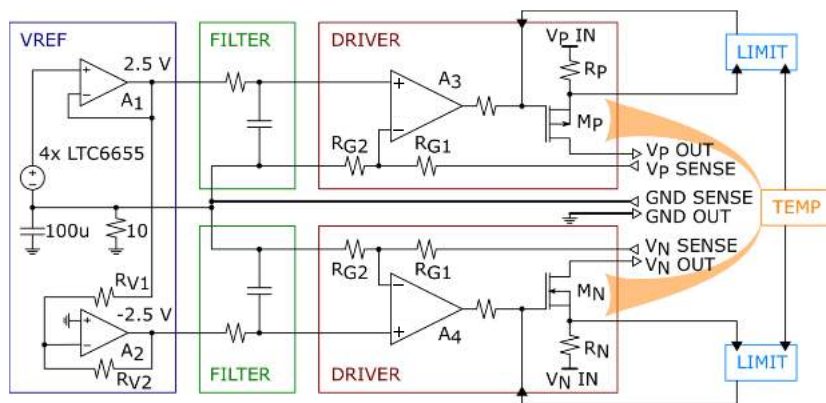 VREF
FILTER
DRIVER
VP IN
LIMIT
2.5 V
A1
A3
RP
MP
4x LTC6655
RG2
RG1
VP OUT
VP SENSE
GND SENSE
GND OUT
TEMP
100u
10
VN SENSE
VN OUT
RG2
RG1
RV1
-2.5 V
MN
A2
A4
RN
RV2
FILTER
DRIVER
VN IN
LIMIT